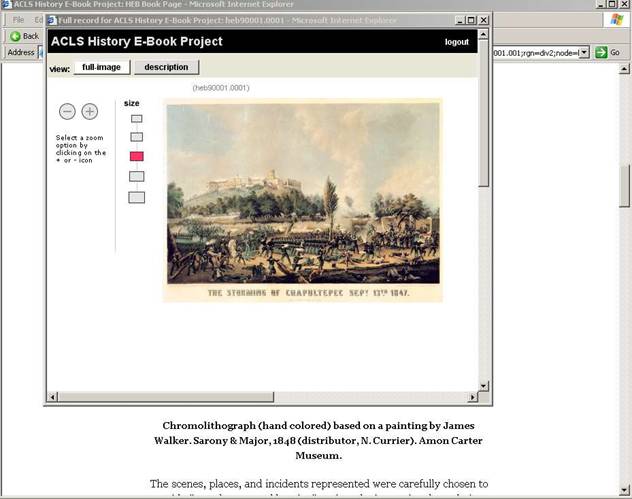 ACLS History E-Book Project: HEB Book Page - Microsoft Internet Explorer
Full record for ACLS History E-Book Project: heb90001.0001 - Microsoft Internet Explorer
File
Back
Address
001.001;rgn=div2;node=
Go
ACLS History E-Book Project
logout
view:
full-image
description
(heb90001.0001)
size
Select a zoom
option by
clicking on the
+ or - icon
THE STORMING OF CHAPULTEPEC SEPT 13TH 1847.
Chromolithograph (hand colored) based on a painting by James
Walker. Sarony & Major, 1848 (distributor, N. Currier). Amon Carter
Museum.
The scenes, places, and incidents represented were carefully chosen to